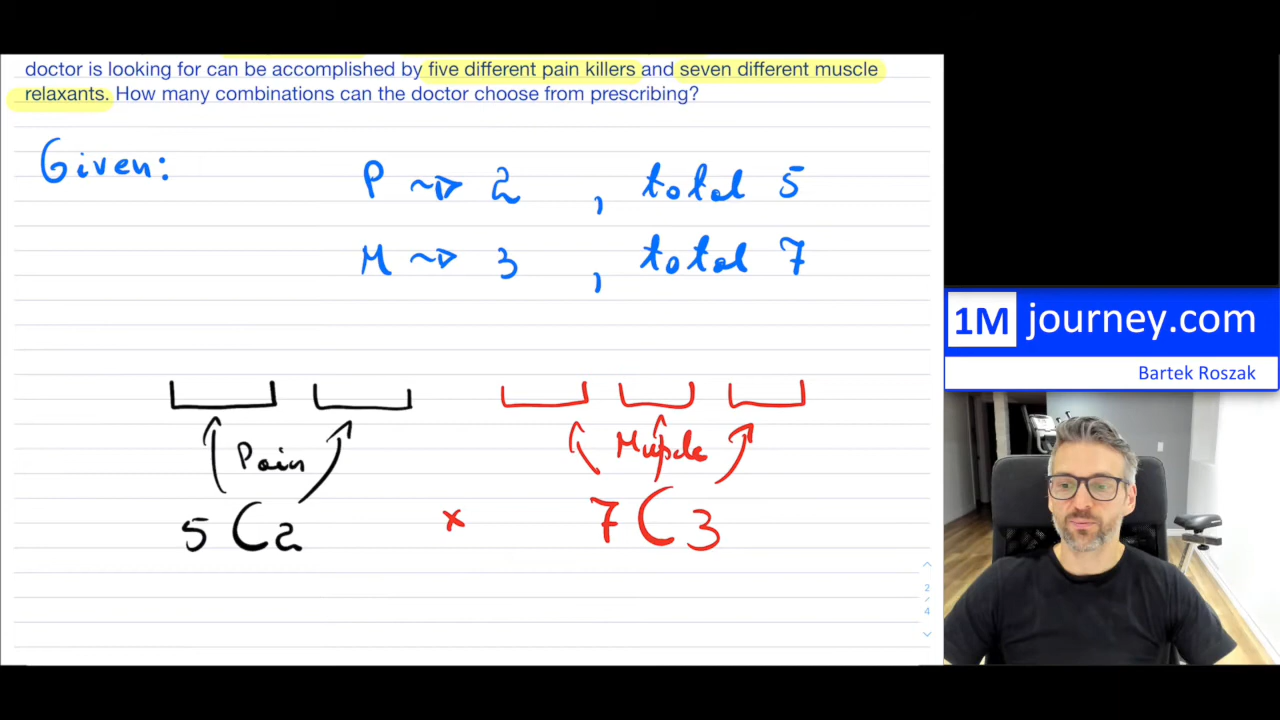 doctor is looking for can be accomplished by five different pain killers and seven different muscle
relaxants. How many combinations can the doctor choose from prescribing?
Given:
P ~▷ 2 , total 5
M ~▷ 3 , total 7
Pain
Muscle
5 C 2 × 7 C 3
2
/
4
1M journey.com
Bartek Roszak